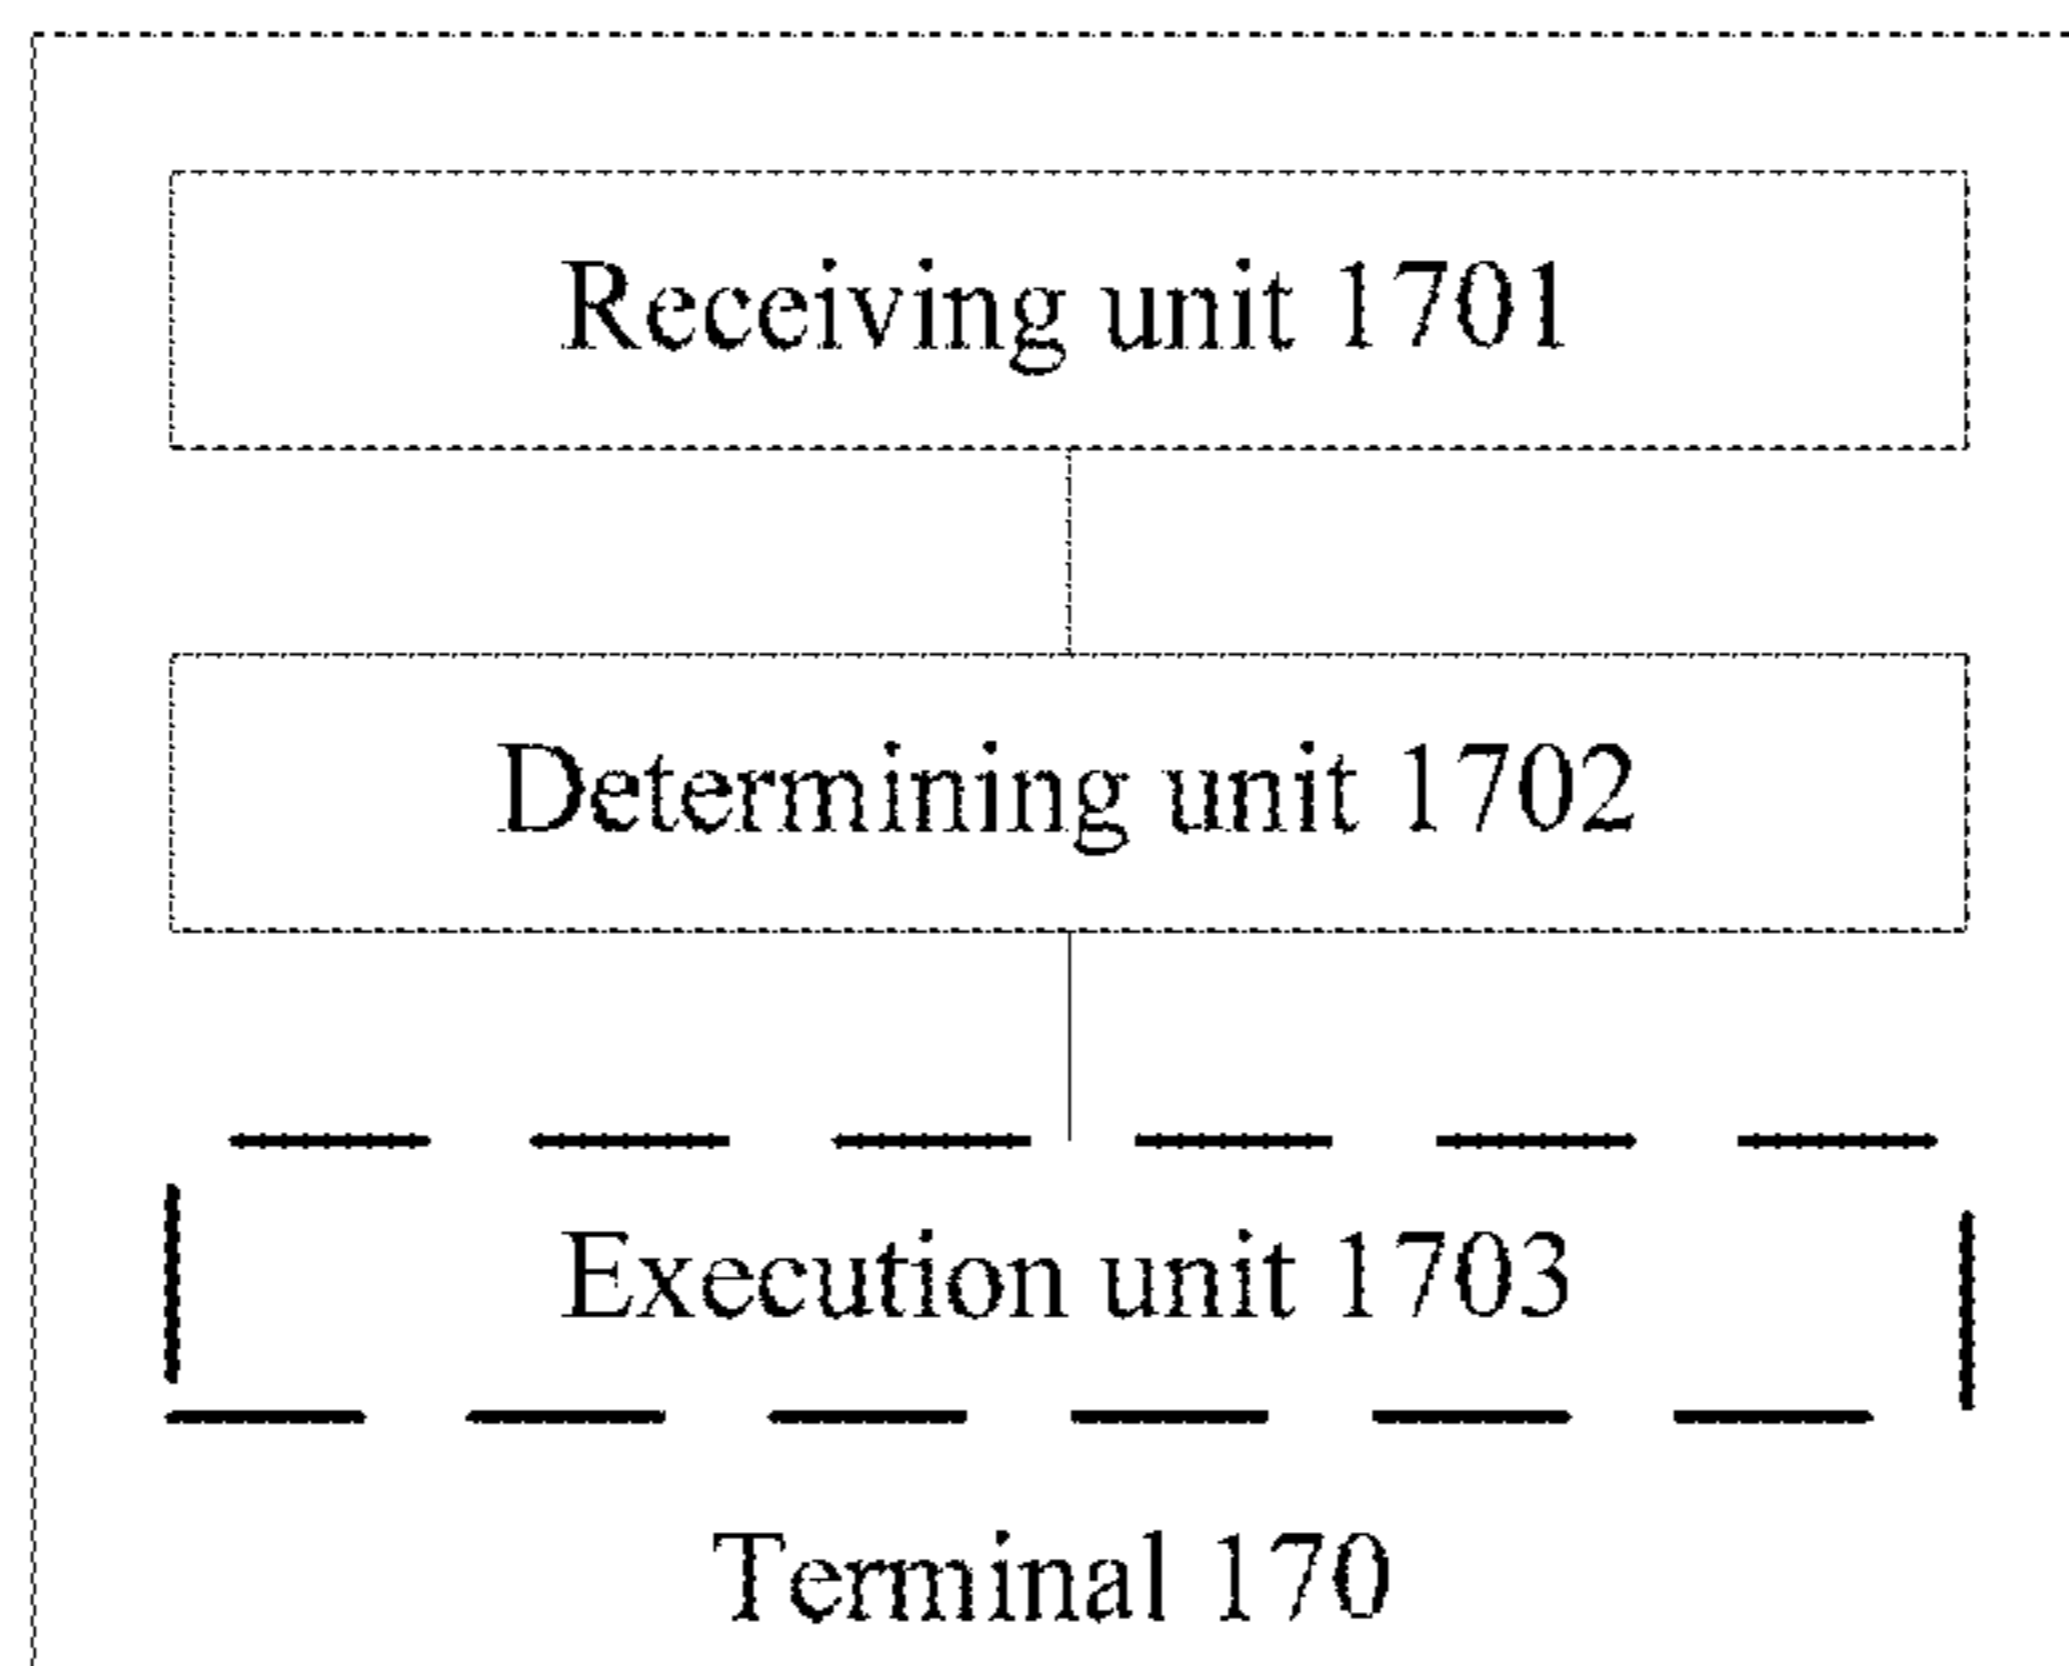 Receiving unit 1701
Determining unit 1702
Execution unit 1703
Terminal 170